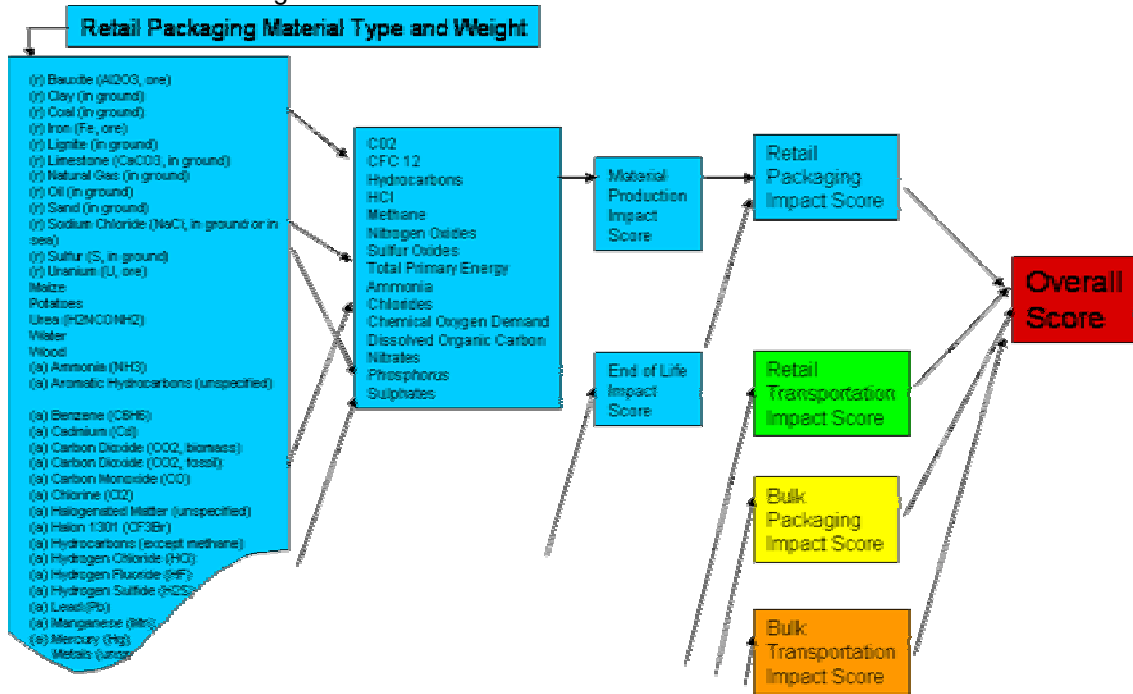 Retail Packaging Material Type and Weight
(r) Bauxite (Al2O3, ore)
(r) Clay (in ground)
(r) Coal (in ground)
(r) Iron (Fe, ore)
(r) Lignite (in ground)
(r) Limestone (CaCO3, in ground)
(r) Natural Gas (in ground)
(r) Oil (in ground)
(r) Sand (in ground)
(r) Sodium Chloride (NaCl, in ground or in
sea)
(r) Sulfur (S, in ground)
(r) Uranium (U, ore)
Maize
Potatoes
Urea (H2NCONH2)
Water
Wood
(a) Ammonia (NH3)
(a) Aromatic Hydrocarbons (unspecified)
(a) Benzene (C6H6)
(a) Cadmium (Cd)
(a) Carbon Dioxide (CO2, biomass)
(a) Carbon Dioxide (CO2, fossil)
(a) Carbon Monoxide (CO)
(a) Chlorine (Cl2)
(a) Halogenated Matter (unspecified)
(a) Halon 1301 (CF3Br)
(a) Hydrocarbons (except methane)
(a) Hydrogen Chloride (HCl)
(a) Hydrogen Fluoride (HF)
(a) Hydrogen Sulfide (H2S)
(a) Lead (Pb)
(a) Manganese (Mn)
(a) Mercury (Hg)
Metals
C02
CFC 12
Hydrocarbons
HCl
Methane
Nitrogen Oxides
Sulfur Oxides
Total Primary Energy
Ammonia
Chlorides
Chemical Oxygen Demand
Dissolved Organic Carbon
Nitrates
Phosphorus
Sulphates
Material
Production
Impact
Score
End of Life
Impact
Score
Retail
Packaging
Impact Score
Retail
Transportation
Impact Score
Bulk
Packaging
Impact Score
Bulk
Transportation
Impact Score
Overall
Score